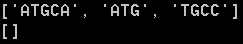 ['ATGCA', 'ATG', 'TGCC']
[]